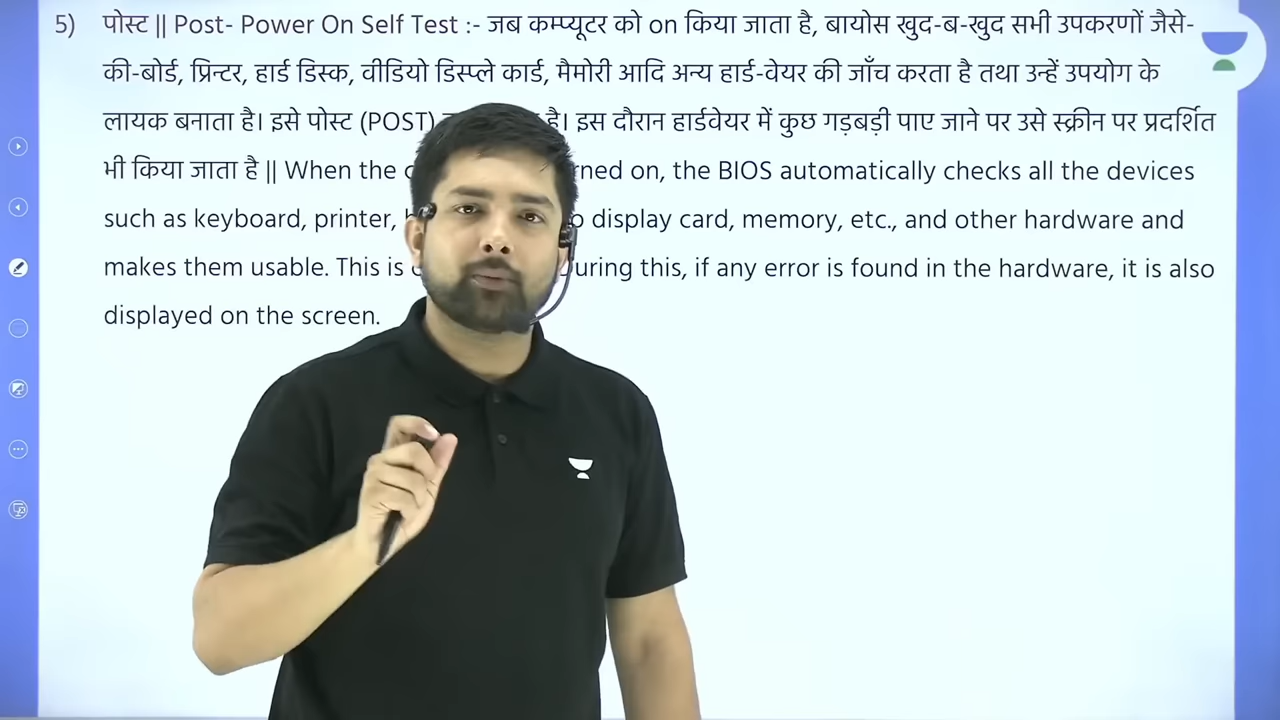 5) पोस्ट || Post- Power On Self Test :- जब कम्प्यूटर को on किया जाता है, बायोस खुद-ब-खुद सभी उपकरणों जैसे-
की-बोर्ड, प्रिन्टर, हार्ड डिस्क, वीडियो डिस्प्ले कार्ड, मैमोरी आदि अन्य हार्ड-वेयर की जाँच करता है तथा उन्हें उपयोग के
लायक बनाता है। इसे पोस्ट (POST) है। इस दौरान हार्डवेयर में कुछ गड़बड़ी पाए जाने पर उसे स्क्रीन पर प्रदर्शित
भी किया जाता है || When the on, the BIOS automatically checks all the devices
such as keyboard, printer, display card, memory, etc., and other hardware and
makes them usable. This is this, if any error is found in the hardware, it is also
displayed on the screen.